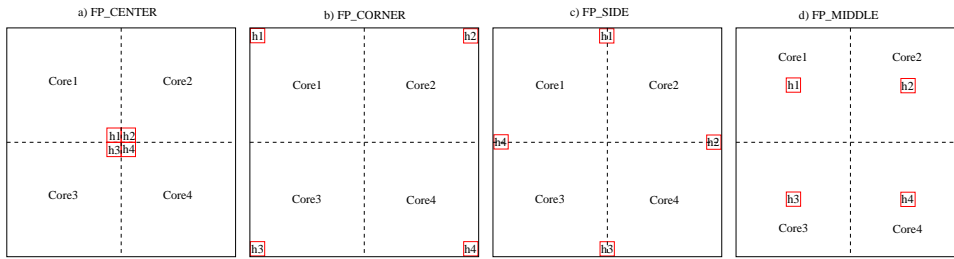 a) FP_CENTER
Core1
Core2
h1 h2
h3 h4
Core3
Core4
b) FP_CORNER
h1
h2
Core1
Core2
Core3
Core4
h3
h4
c) FP_SIDE
h1
Core1
Core2
h4
h2
Core3
Core4
h3
d) FP_MIDDLE
Core1
Core2
h1
h2
h3
h4
Core3
Core4